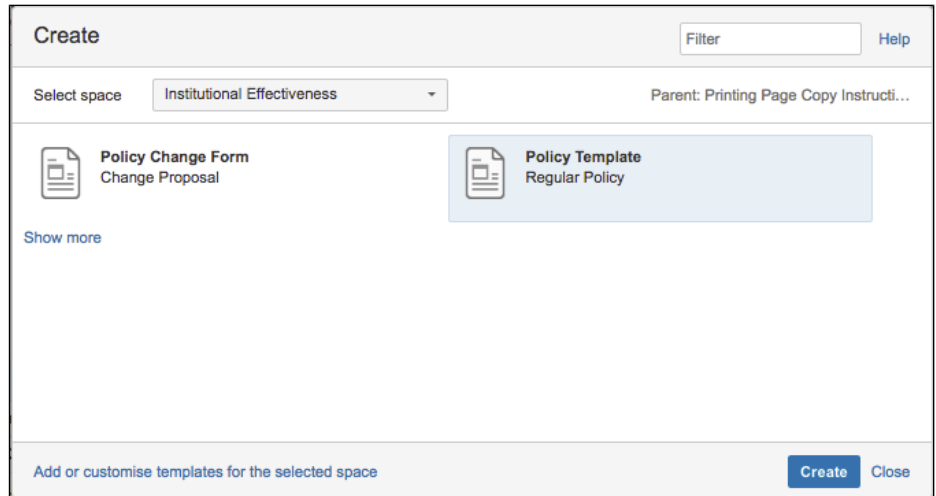 Create
Filter
Help
Select space
Institutional Effectiveness
Parent: Printing Page Copy Instructi...
Policy Change Form
Change Proposal
Policy Template
Regular Policy
Show more
Add or customise templates for the selected space
Create
Close